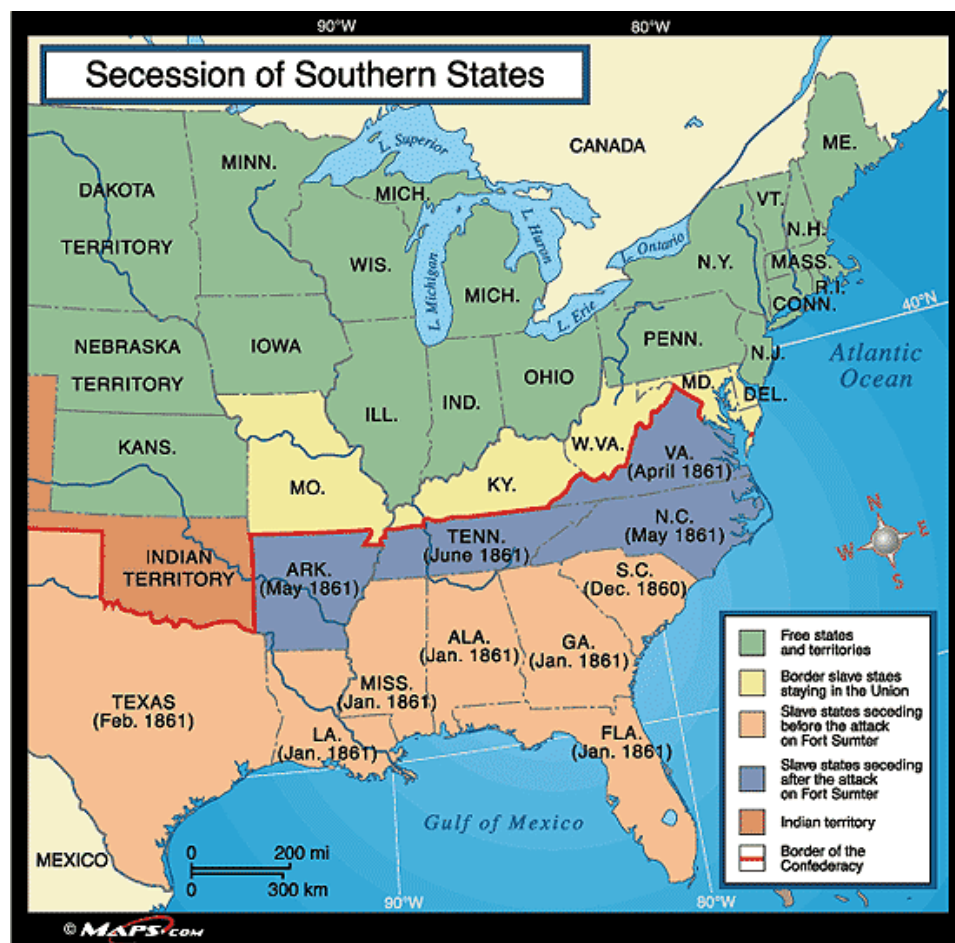 90°W
80°W
Secession of Southern States
CANADA
ME.
L. Superior
MINN.
MICH.
DAKOTA
TERRITORY
VT.
N.H.
L. Huron
L. Ontario
WIS.
L. Michigan
N.Y.
MASS.
R.I.
MICH.
CONN.
40°N
L. Erie
NEBRASKA
TERRITORY
IOWA
PENN.
N.J.
Atlantic
Ocean
OHIO
MD.
DEL.
ILL.
IND.
KANS.
W.VA.
VA.
(April 1861)
MO.
KY.
N
E
W
S
N.C.
(May 1861)
TENN.
(June 1861)
INDIAN
TERRITORY
ARK.
(May 1861)
S.C.
(Dec. 1860)
ALA.
(Jan. 1861)
GA.
(Jan. 1861)
MISS.
(Jan. 1861)
TEXAS
(Feb. 1861)
LA.
(Jan. 1861)
FLA.
(Jan. 1861)
Free states
and territories
Border slave staes
staying in the Union
Slave states seceding
before the attack
on Fort Sumter
Slave states seceding
after the attack
on Fort Sumter
Indian territory
Border of the
Confederacy
Gulf of Mexico
MEXICO
0 200 mi
0 300 km
90°W
80°W
© MAPS.COM